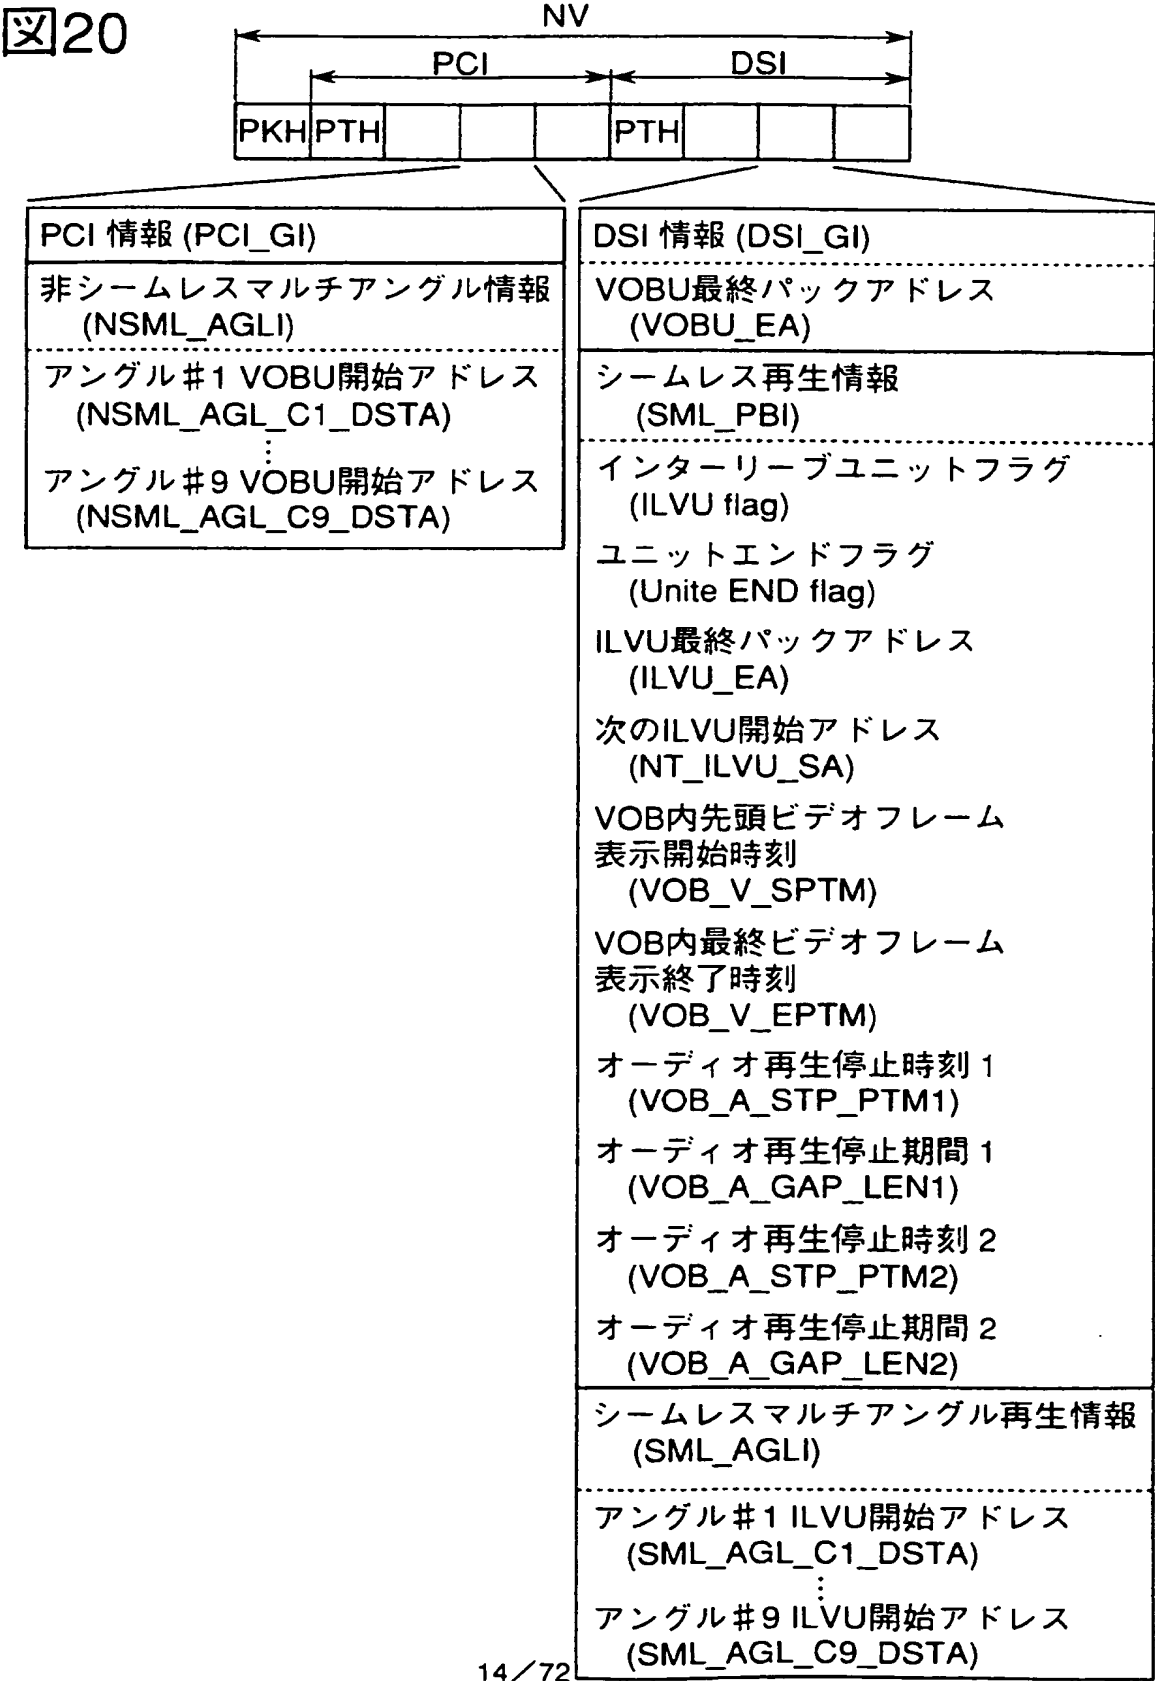 図20
NV
PCI
DSI
PKH
PTH
PTH
PCI 情報 (PCI_GI)
非シームレスマルチアングル情報
(NSML_AGLI)
アングル♯1 VOBU開始アドレス
(NSML_AGL_C1_DSTA)
⋮
アングル♯9 VOBU開始アドレス
(NSML_AGL_C9_DSTA)
DSI 情報 (DSI_GI)
VOBU最終パックアドレス
(VOBU_EA)
シームレス再生情報
(SML_PBI)
インターリーブユニットフラグ
(ILVU flag)
ユニットエンドフラグ
(Unite END flag)
ILVU最終パックアドレス
(ILVU_EA)
次のILVU開始アドレス
(NT_ILVU_SA)
VOB内先頭ビデオフレーム
表示開始時刻
(VOB_V_SPTM)
VOB内最終ビデオフレーム
表示終了時刻
(VOB_V_EPTM)
オーディオ再生停止時刻 1
(VOB_A_STP_PTM1)
オーディオ再生停止期間 1
(VOB_A_GAP_LEN1)
オーディオ再生停止時刻 2
(VOB_A_STP_PTM2)
オーディオ再生停止期間 2
(VOB_A_GAP_LEN2)
シームレスマルチアングル再生情報
(SML_AGLI)
アングル♯1 ILVU開始アドレス
(SML_AGL_C1_DSTA)
⋮
アングル♯9 ILVU開始アドレス
(SML_AGL_C9_DSTA)
14／72